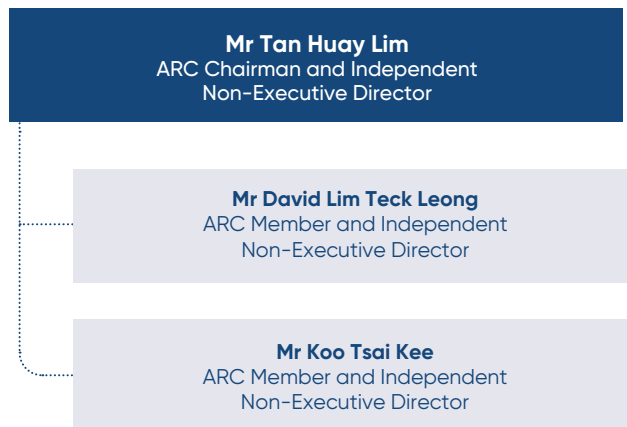 Mr Tan Huay Lim
ARC Chairman and Independent
Non-Executive Director
Mr David Lim Teck Leong
ARC Member and Independent
Non-Executive Director
Mr Koo Tsai Kee
ARC Member and Independent
Non-Executive Director